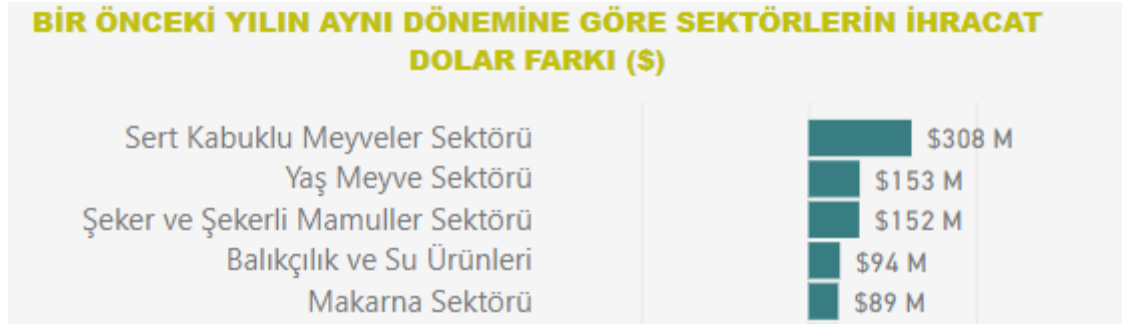 BİR ÖNCEKİ YILIN AYNI DÖNEMİNE GÖRE SEKTÖRLERİN İHRACAT
DOLAR FARKI ($)
Sert Kabuklu Meyveler Sektörü $308 M
Yaş Meyve Sektörü $153 M
Şeker ve Şekerli Mamuller Sektörü $152 M
Balıkçılık ve Su Ürünleri $94 M
Makarna Sektörü $89 M